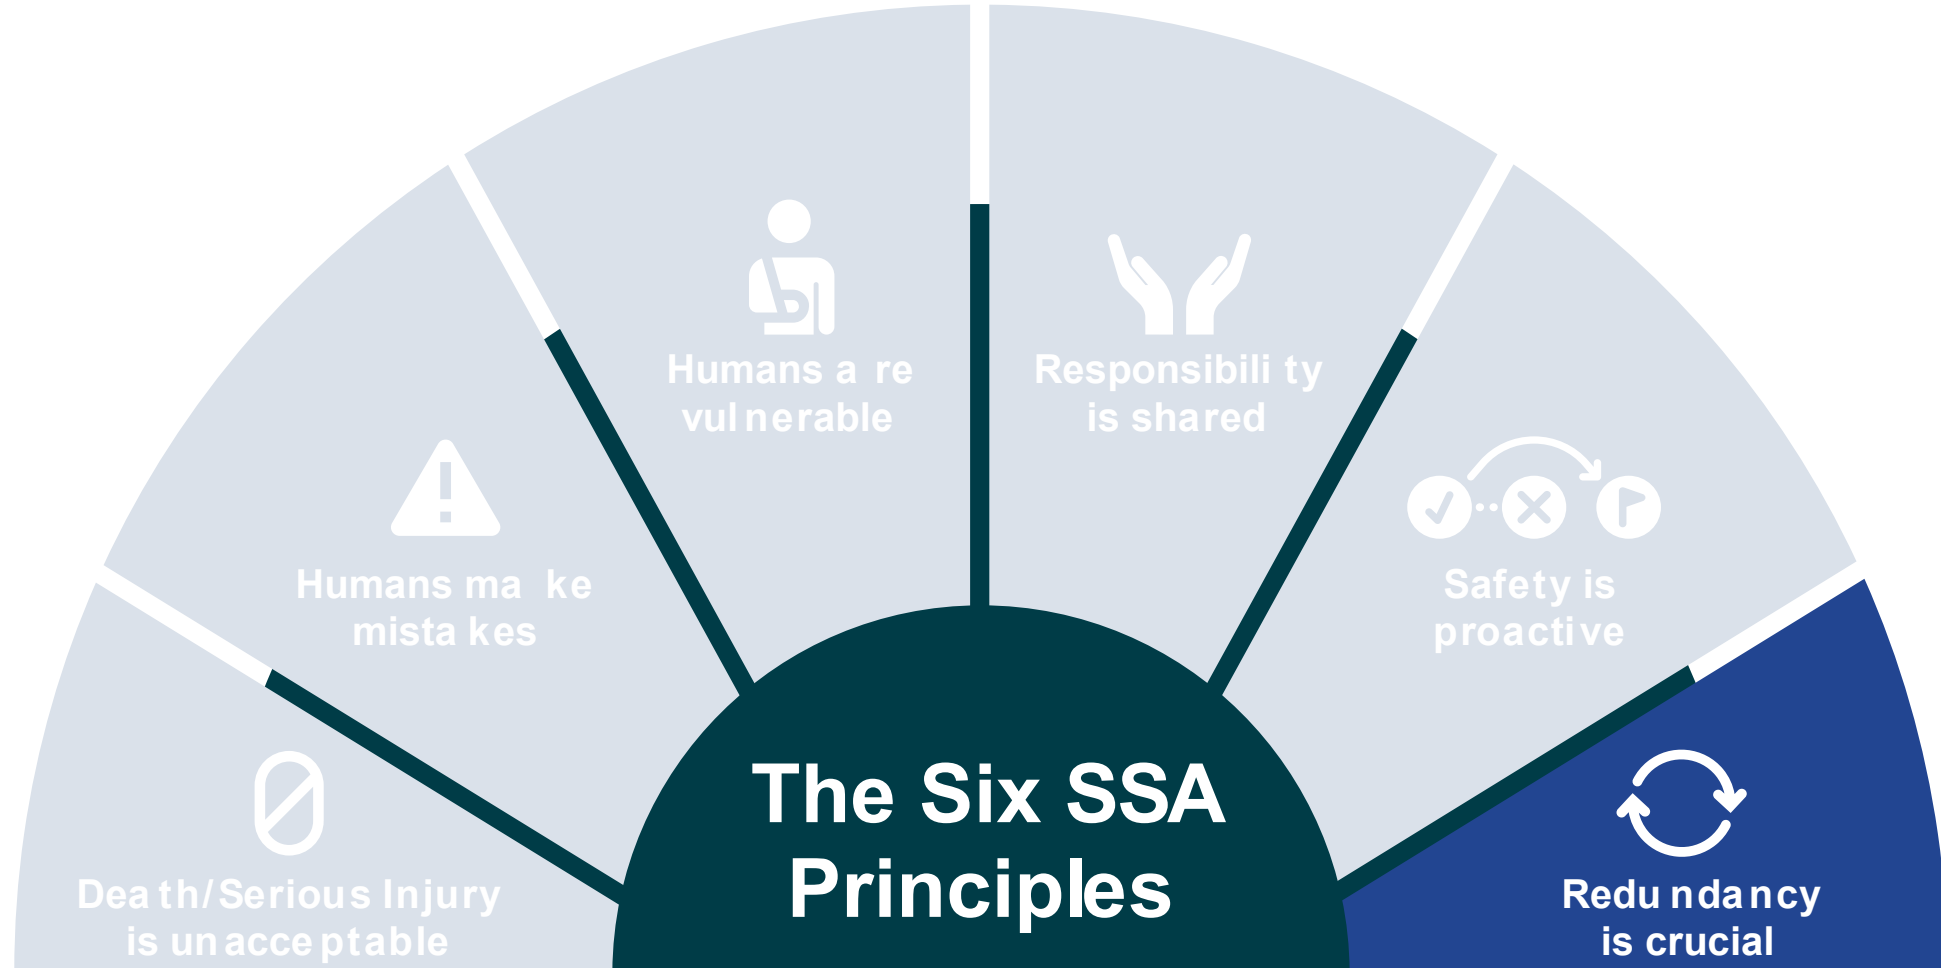 Humans are
vulnerable
Responsibility
is shared
Humans make
mistakes
Safety is
proactive
Death/Serious Injury
is unacceptable
The Six SSA
Principles
Redundancy
is crucial